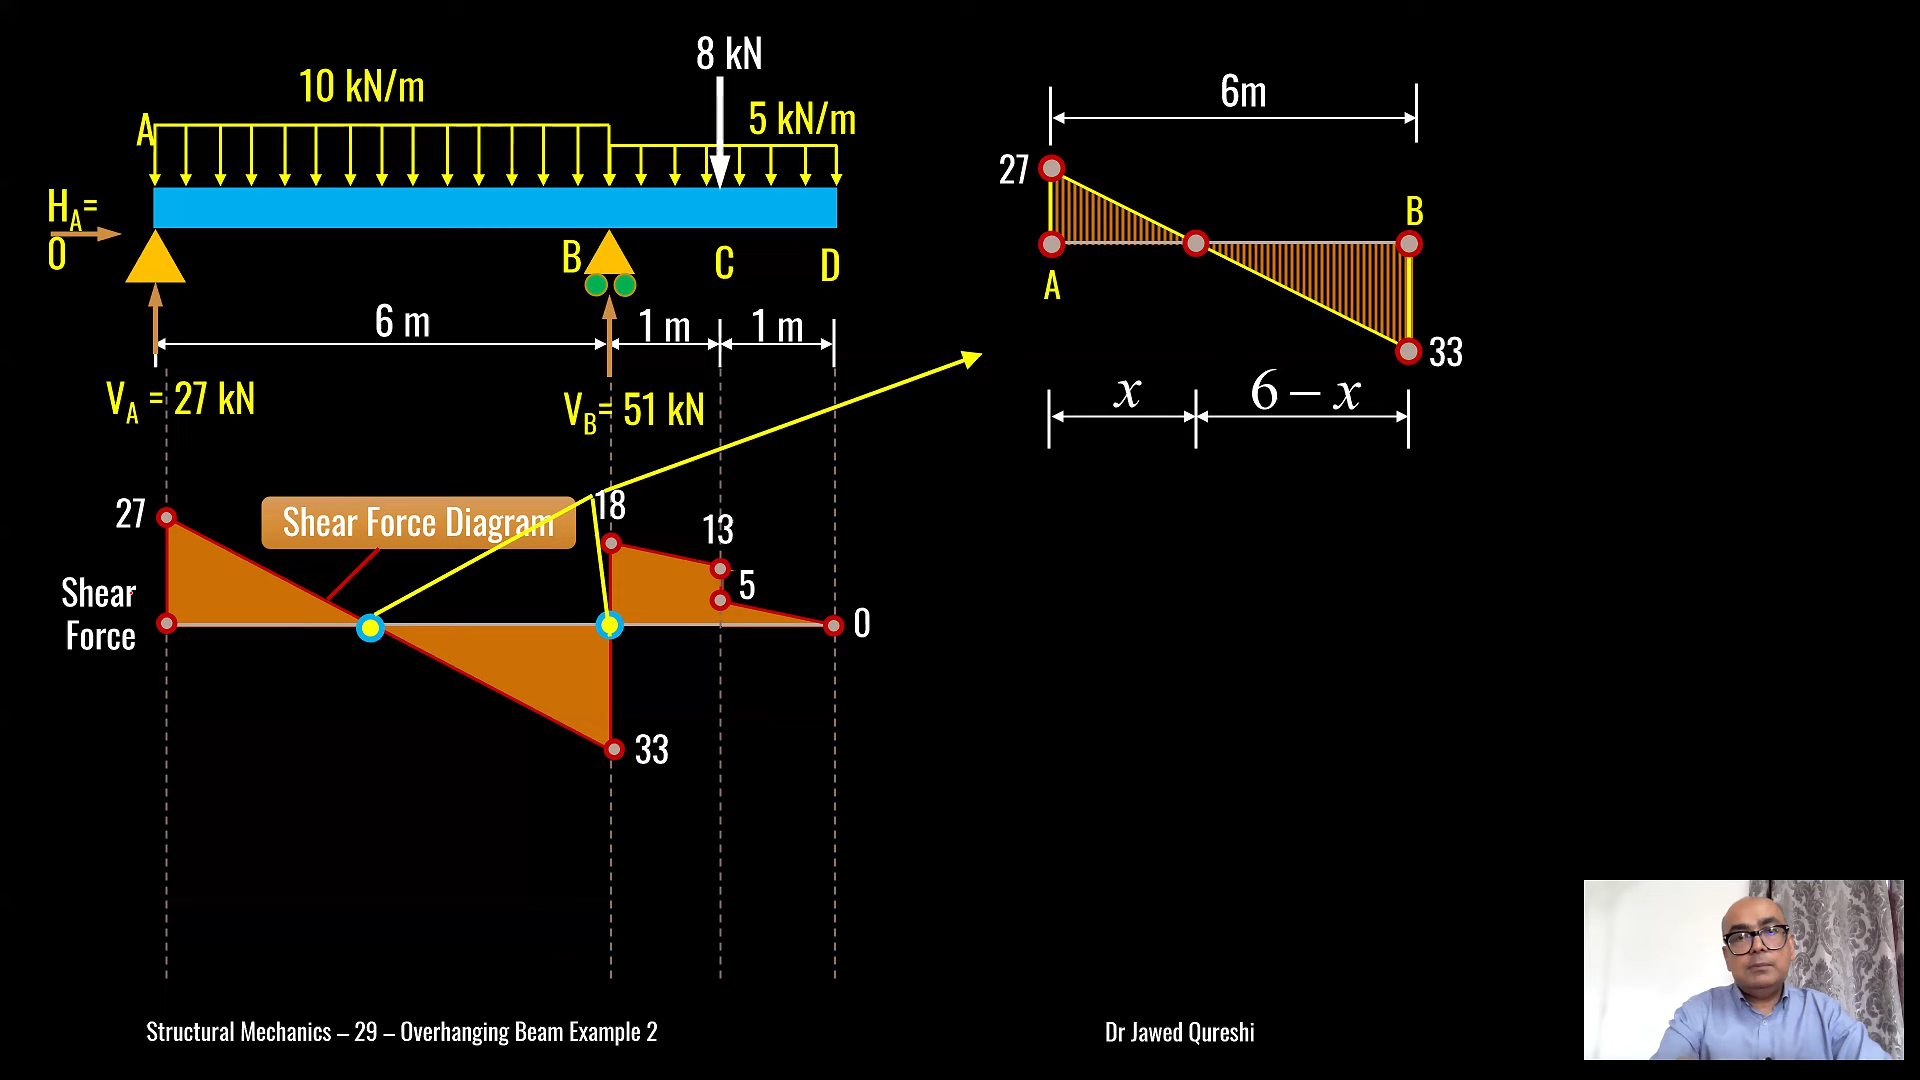 8 kN
10 kN/m
5 kN/m
A
H_A=
0
B
C
D
6 m
1 m
1 m
V_A = 27 kN
V_B= 51 kN
27
Shear Force Diagram
18
13
5
0
Shear
Force
33
6m
27
B
A
33
x
6 – x
Structural Mechanics – 29 – Overhanging Beam Example 2
Dr Jawed Qureshi